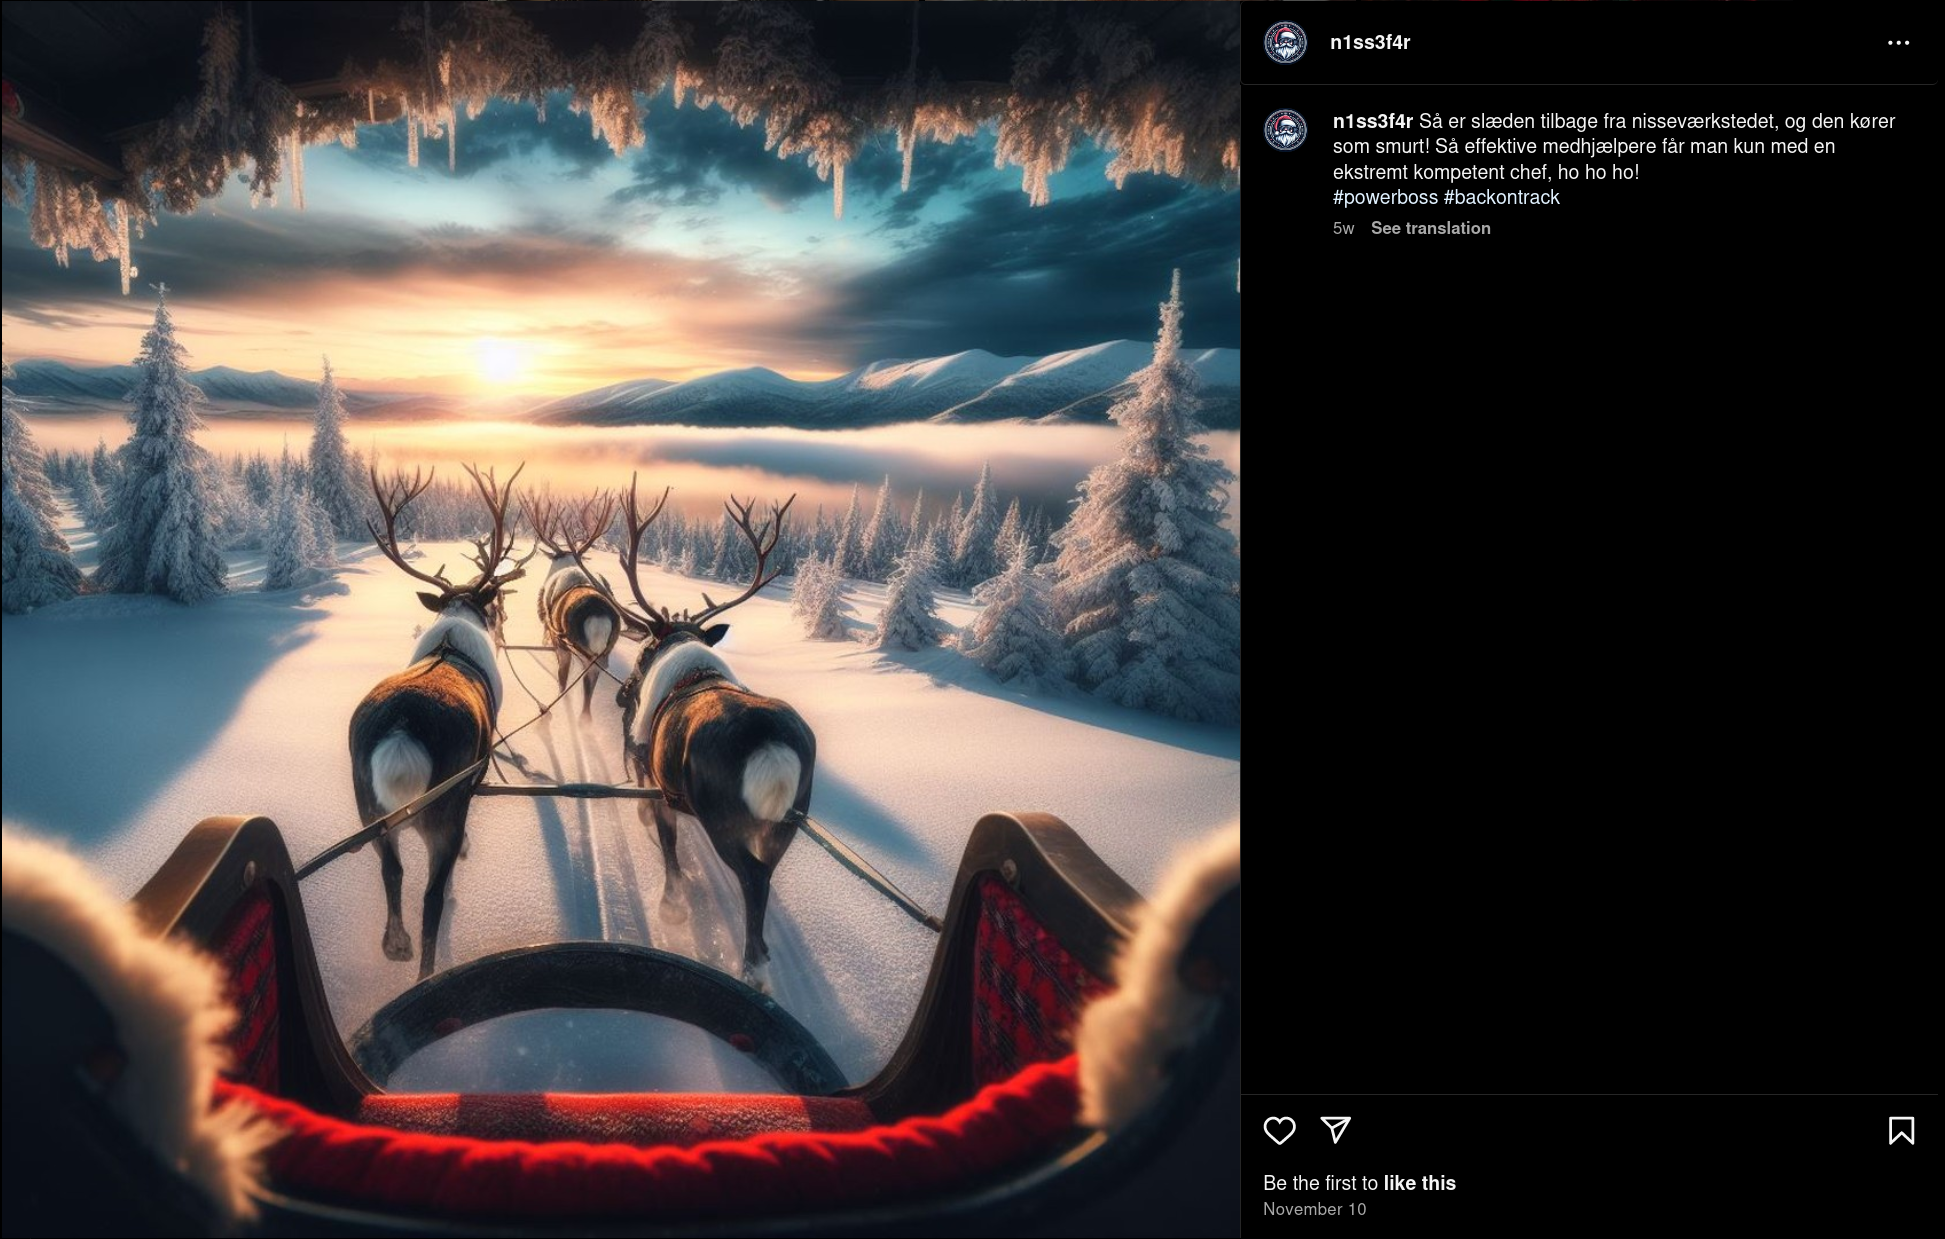 n1ss3f4r
n1ss3f4r Så er slæden tilbage fra nisseværkstedet, og den kører
som smurt! Så effektive medhjælpere får man kun med en
ekstremt kompetent chef, ho ho ho!
#powerboss #backontrack
5w See translation
Be the first to like this
November 10